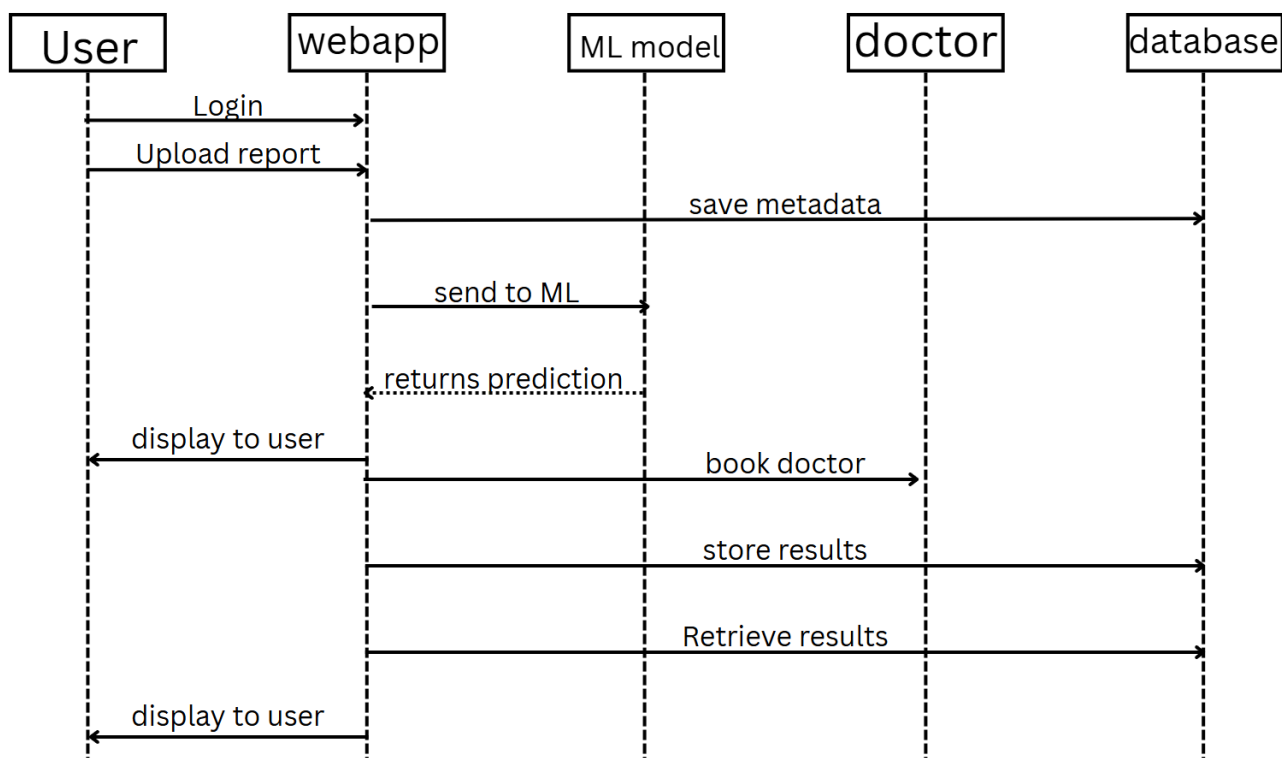 User
webapp
ML model
doctor
database
Login
Upload report
save metadata
send to ML
returns prediction
display to user
book doctor
store results
Retrieve results
display to user